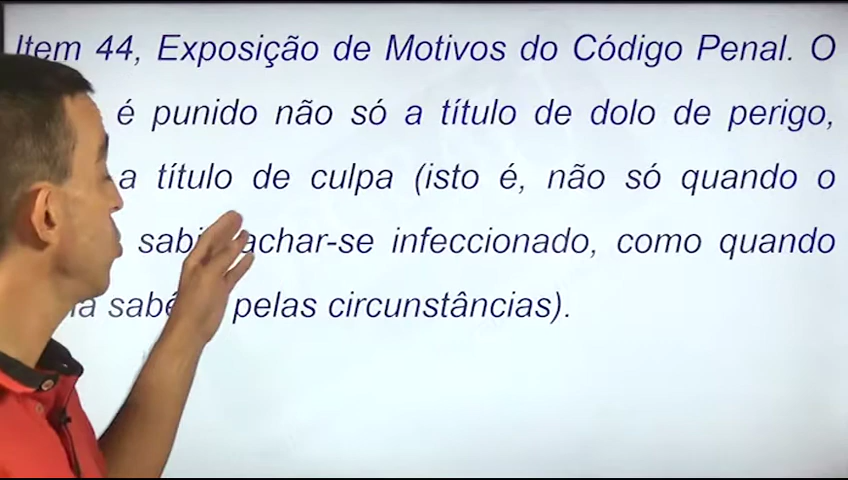 Item 44, Exposição de Motivos do Código Penal. O
é punido não só a título de dolo de perigo,
a título de culpa (isto é, não só quando o
achar-se infeccionado, como quando
pelas circunstâncias).